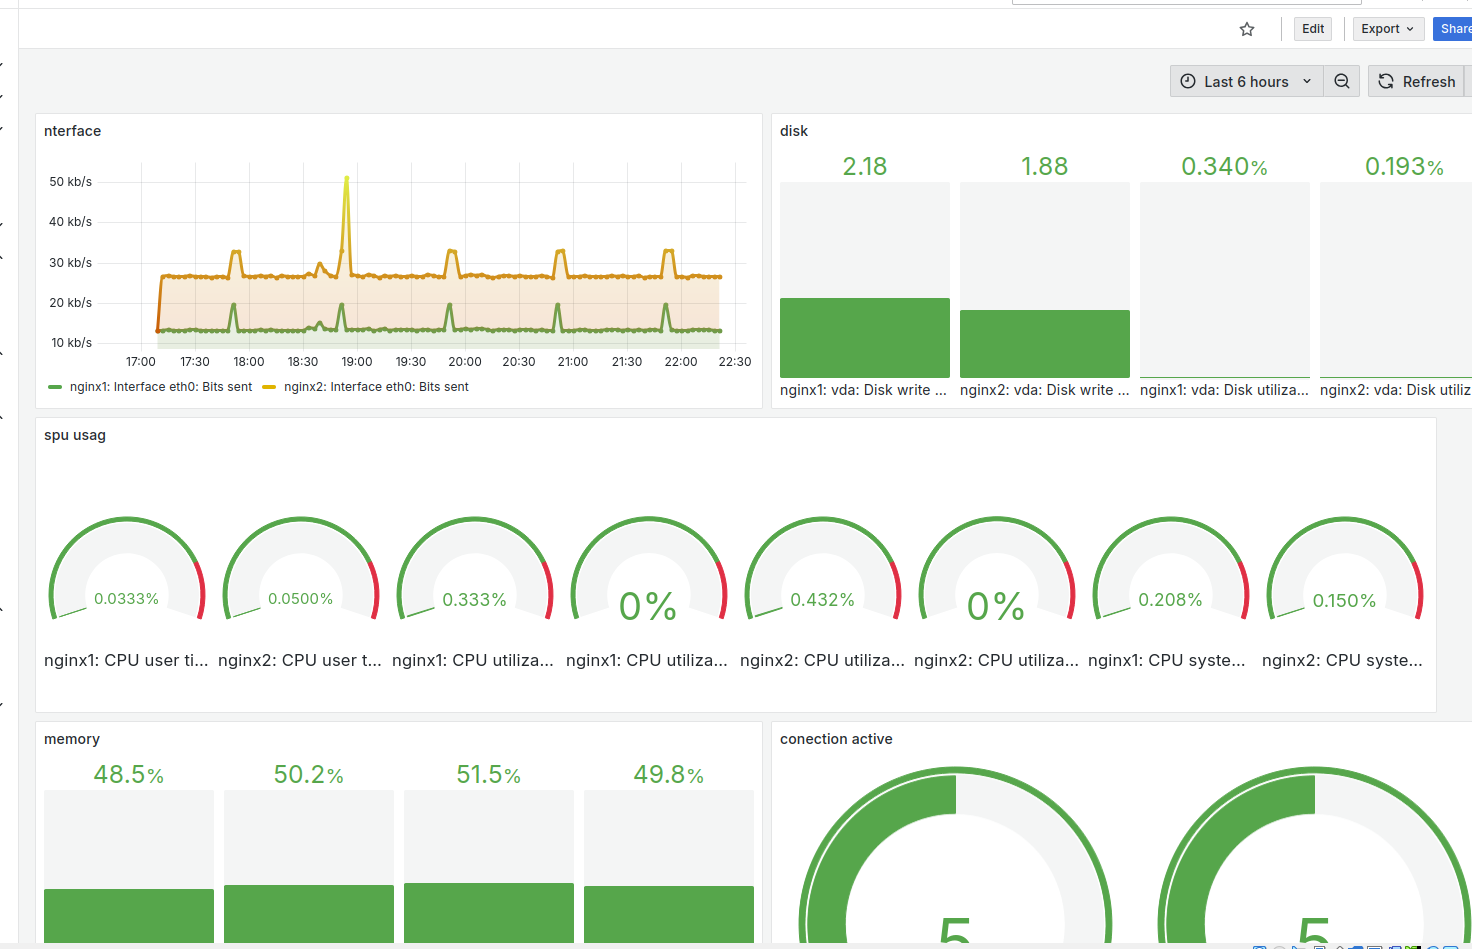 Edit
Export
Share
Last 6 hours
Refresh
nterface
50 kb/s
40 kb/s
30 kb/s
20 kb/s
10 kb/s
17:00 17:30 18:00 18:30 19:00 19:30 20:00 20:30 21:00 21:30 22:00 22:30
nginx1: Interface eth0: Bits sent nginx2: Interface eth0: Bits sent
disk
2.18 1.88 0.340% 0.193%
nginx1: vda: Disk write ... nginx2: vda: Disk write ... nginx1: vda: Disk utiliza... nginx2: vda: Disk utiliz
spu usag
0.0333% 0.0500% 0.333% 0% 0.432% 0% 0.208% 0.150%
nginx1: CPU user ti... nginx2: CPU user t... nginx1: CPU utiliza... nginx1: CPU utiliza... nginx2: CPU utiliza... nginx2: CPU utiliza... nginx1: CPU syste... nginx2: CPU syste...
memory
48.5% 50.2% 51.5% 49.8%
conection active
5 5